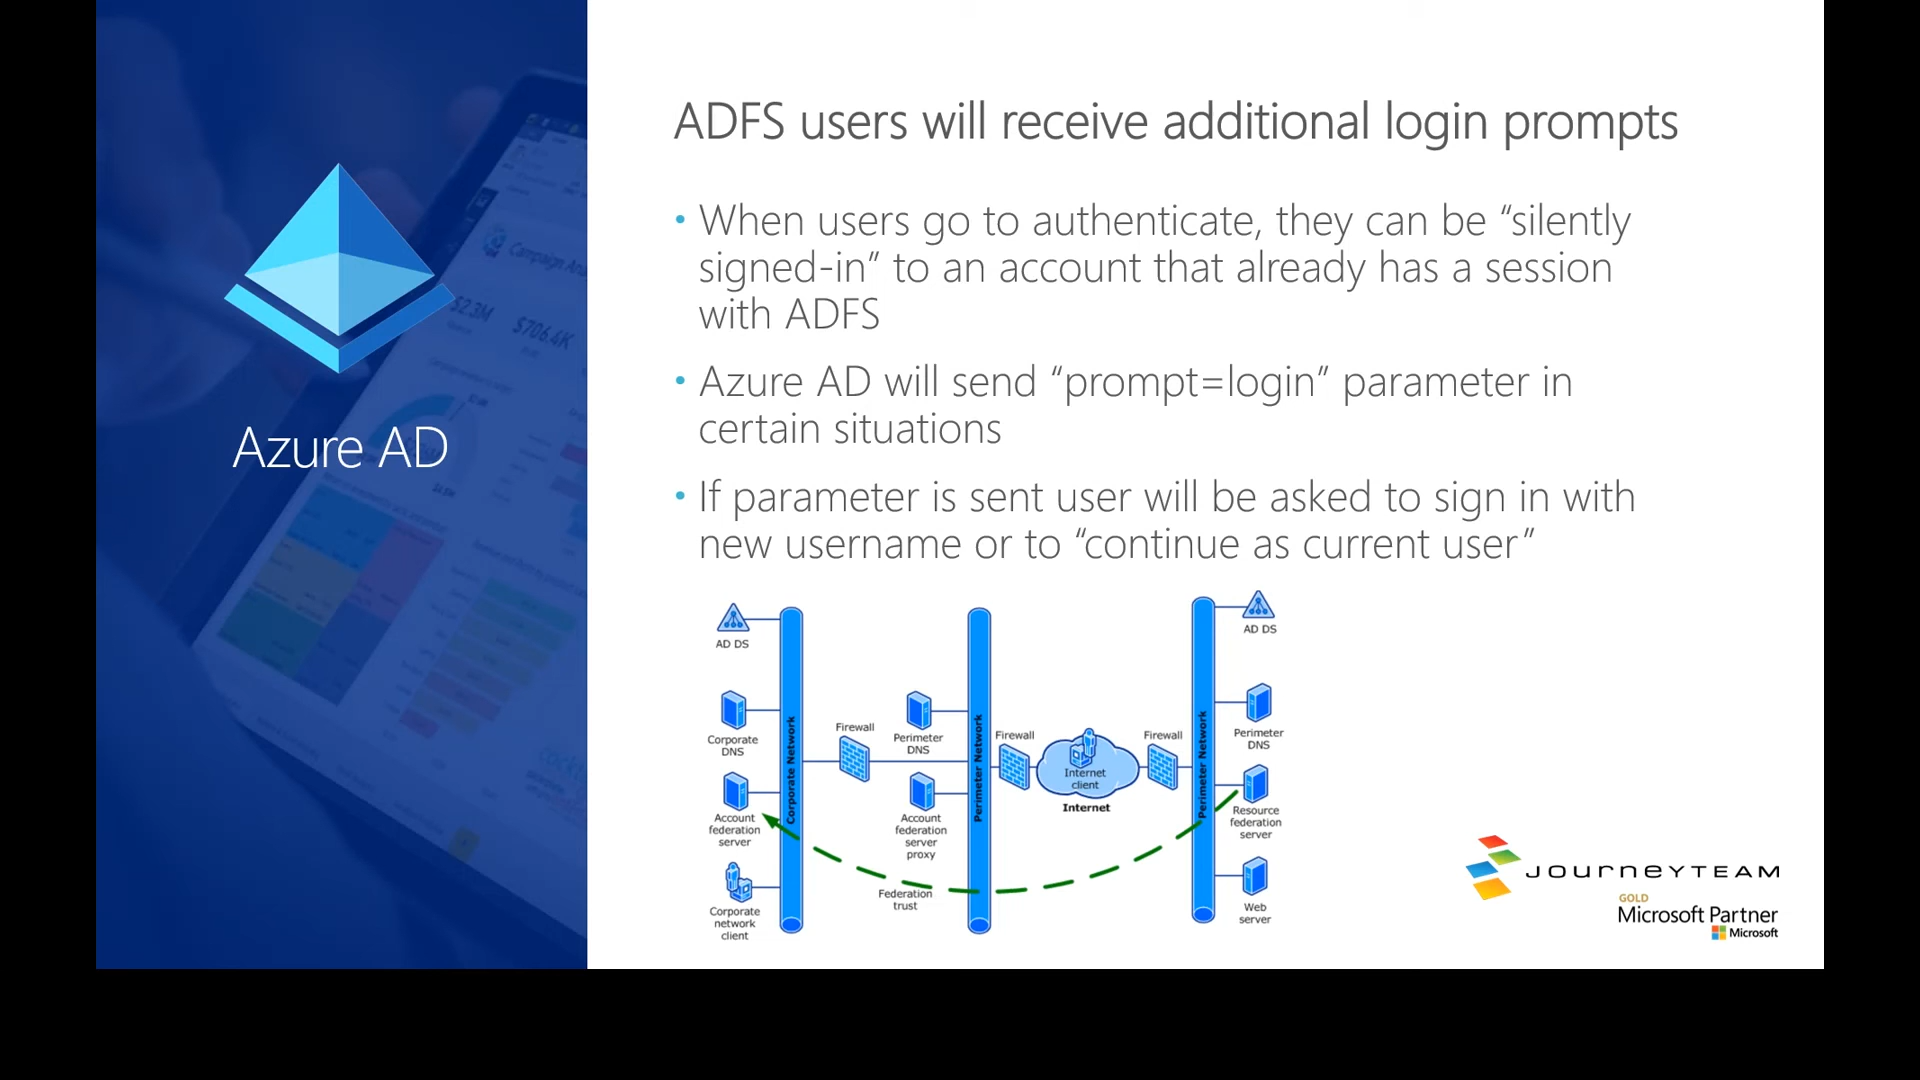 Azure AD
ADFS users will receive additional login prompts
• When users go to authenticate, they can be “silently
signed-in” to an account that already has a session
with ADFS
• Azure AD will send “prompt=login” parameter in
certain situations
• If parameter is sent user will be asked to sign in with
new username or to “continue as current user”
AD DS
Corporate
DNS
Account
federation
server
Corporate
network
client
Corporate Network
Firewall
Perimeter
DNS
Account
federation
server
proxy
Federation
trust
Perimeter Network
Firewall
Internet
client
Internet
Firewall
Perimeter Network
AD DS
Perimeter
DNS
Resource
federation
server
Web
server
JOURNEYTEAM
GOLD
Microsoft Partner
Microsoft
$2.3M
$706.4K